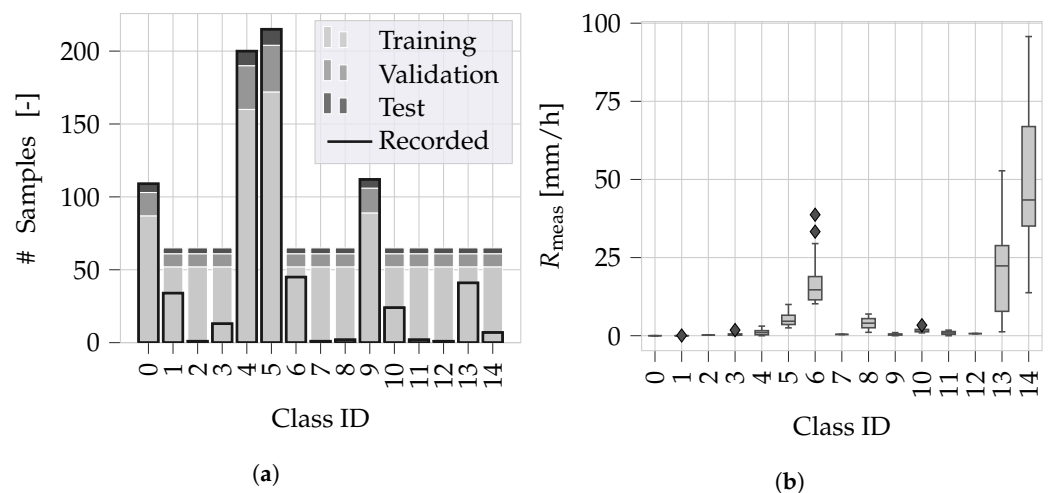 200
150
100
50
0
# Samples [-]
Training
Validation
Test
Recorded
0 1 2 3 4 5 6 7 8 9 10 11 12 13 14
Class ID
(a)
100
75
50
25
0
R_meas [mm/h]
0 1 2 3 4 5 6 7 8 9 10 11 12 13 14
Class ID
(b)